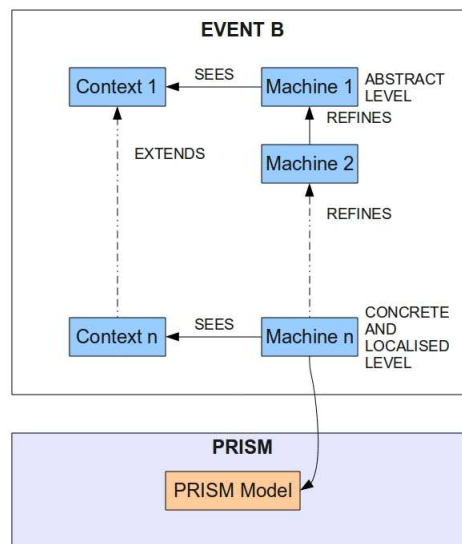 EVENT B
Context 1
SEES
Machine 1
ABSTRACT
LEVEL
REFINES
EXTENDS
Machine 2
REFINES
Context n
SEES
Machine n
CONCRETE
AND
LOCALISED
LEVEL
PRISM
PRISM Model